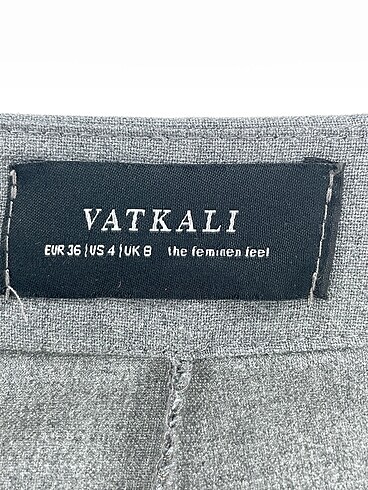 VATKALI
EUR 36 | US 4 | UK 8 the feminen feel